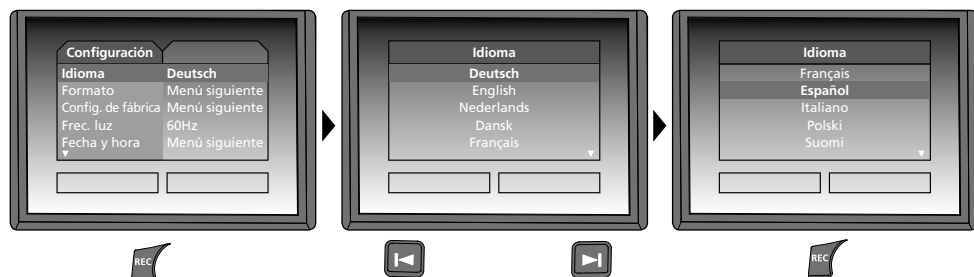 Configuración
Idioma Deutsch
Formato Menú siguiente
Config. de fábrica Menú siguiente
Frec. luz 60Hz
Fecha y hora Menú siguiente
Idioma
Deutsch
English
Nederlands
Dansk
Français
Idioma
Français
Español
Italiano
Polski
Suomi
REC
REC